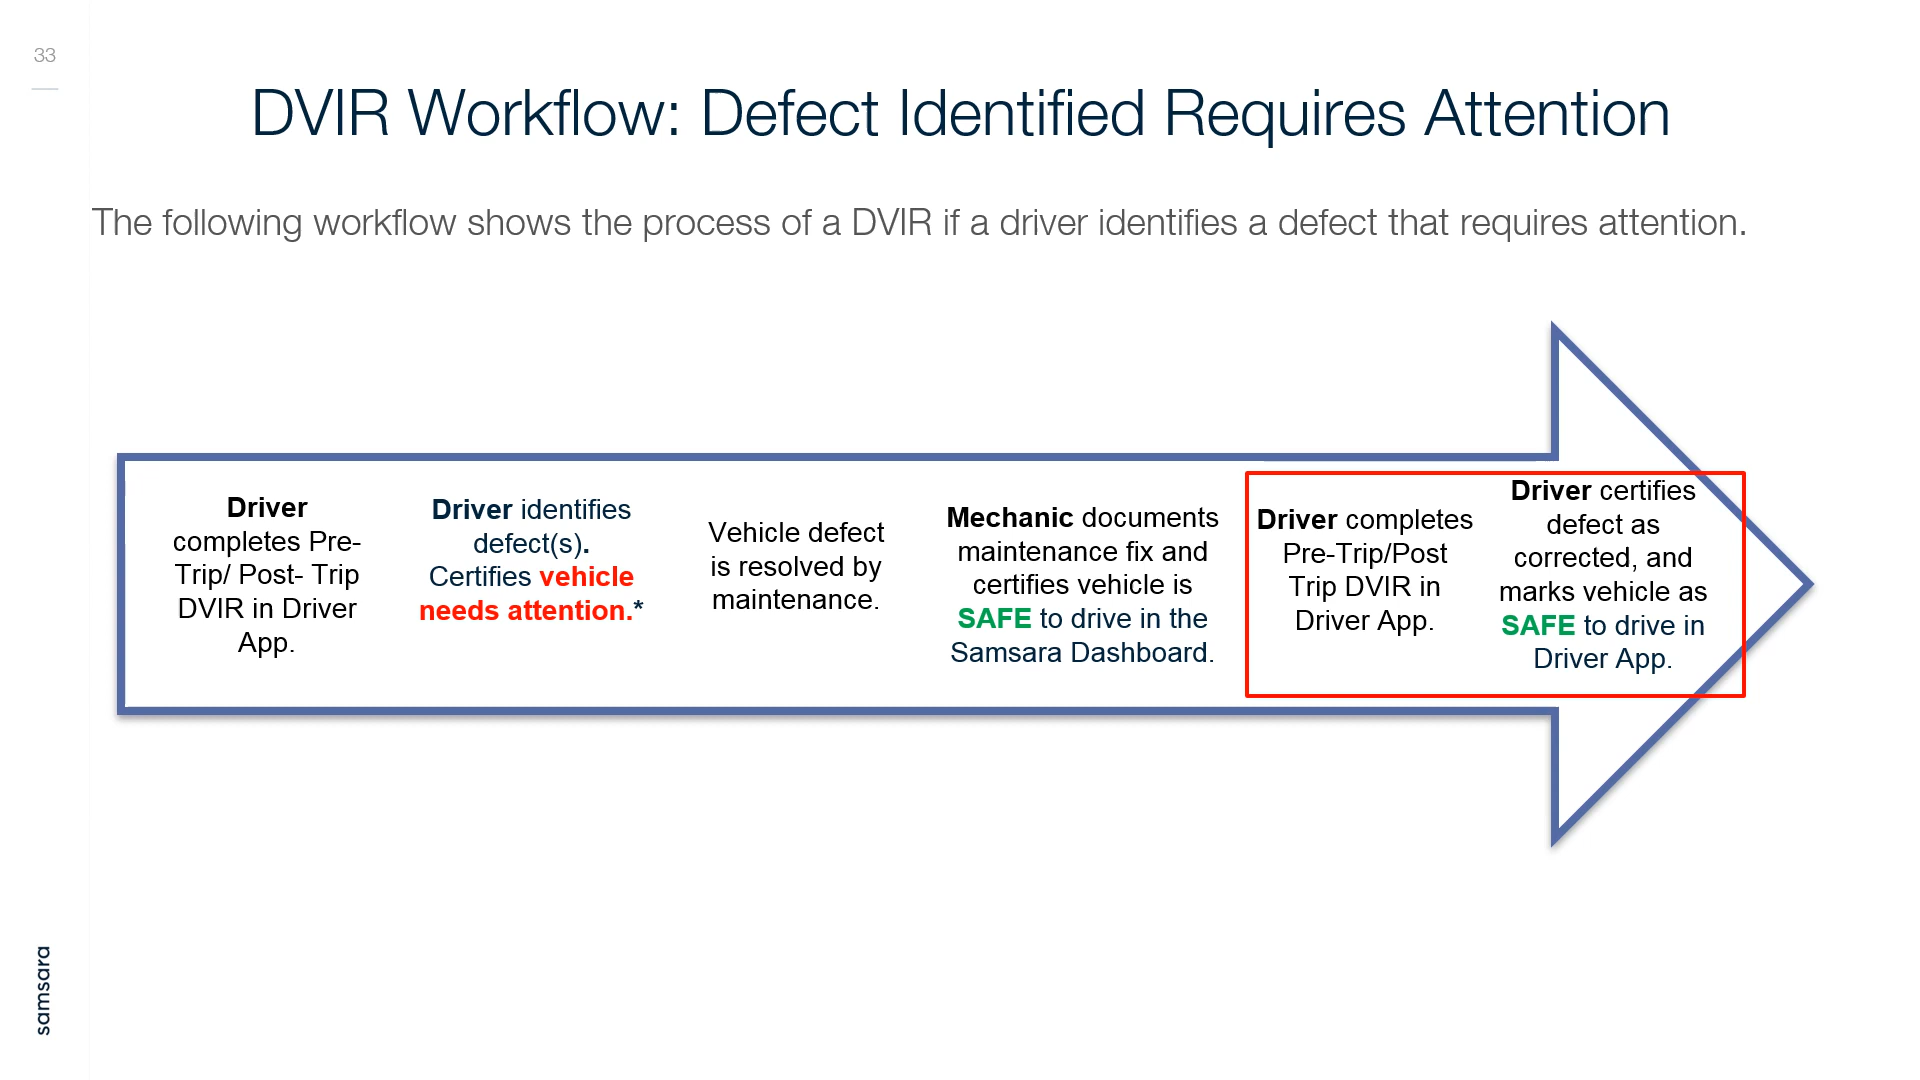 33
DVIR Workflow: Defect Identified Requires Attention
The following workflow shows the process of a DVIR if a driver identifies a defect that requires attention.
Driver
completes Pre-
Trip/ Post- Trip
DVIR in Driver
App.
Driver identifies
defect(s).
Certifies vehicle
needs attention.*
Vehicle defect
is resolved by
maintenance.
Mechanic documents
maintenance fix and
certifies vehicle is
SAFE to drive in the
Samsara Dashboard.
Driver completes
Pre-Trip/Post
Trip DVIR in
Driver App.
Driver certifies
defect as
corrected, and
marks vehicle as
SAFE to drive in
Driver App.
samsara